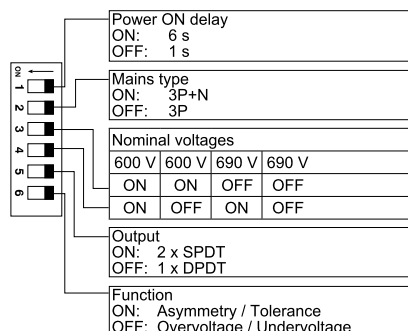 Power ON delay
ON: 6 s
OFF: 1 s
ON
1
2
3
4
5
6
Mains type
ON: 3P+N
OFF: 3P
Nominal voltages
600 V 600 V 690 V 690 V
ON ON OFF OFF
ON OFF ON OFF
Output
ON: 2 x SPDT
OFF: 1 x DPDT
Function
ON: Asymmetry / Tolerance
OFF: Overvoltage / Undervoltage